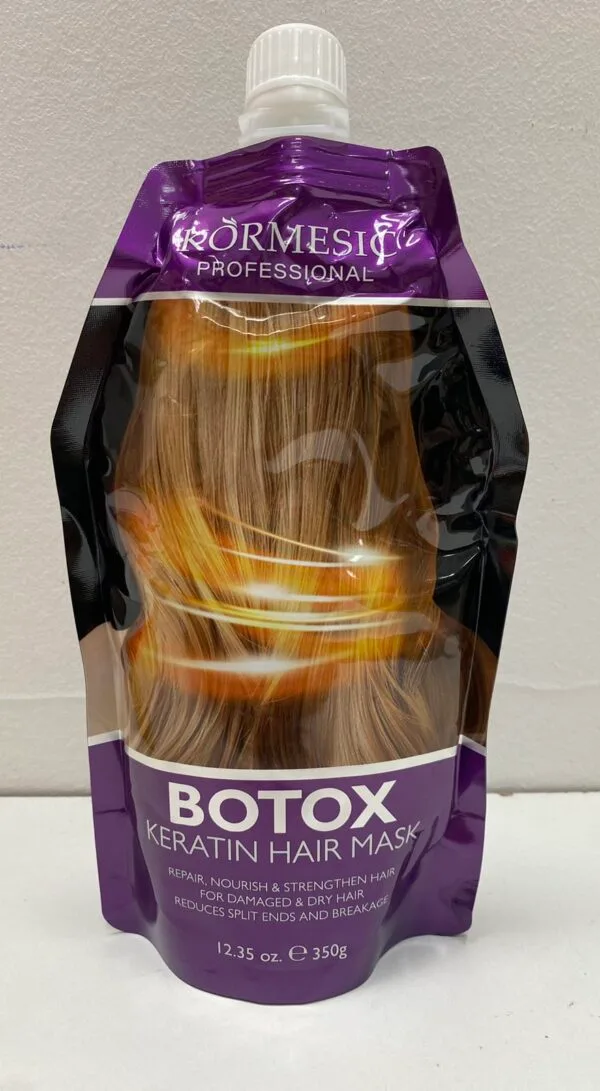 KÖRMESIC
PROFESSIONAL
BOTOX
KERATIN HAIR MASK
REPAIR, NOURISH & STRENGTHEN HAIR
FOR DAMAGED & DRY HAIR
REDUCES SPLIT ENDS AND BREAKAGE
12.35 oz. ℮ 350g